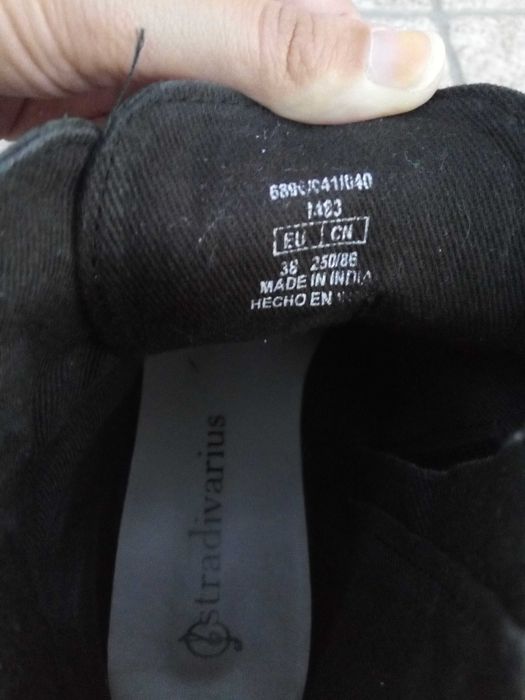 1483
EU CN
38 250/86
MADE IN INDIA
HECHO EN
stradivarius